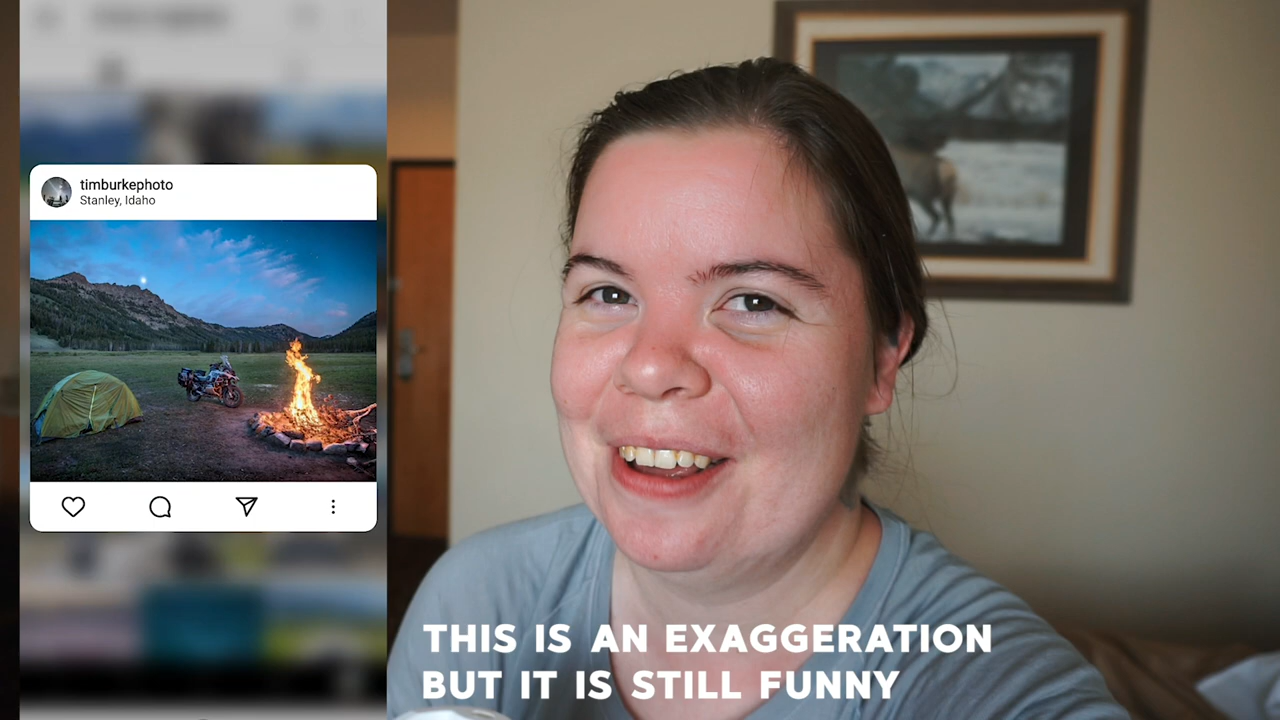 timburkephoto
Stanley, Idaho
THIS IS AN EXAGGERATION
BUT IT IS STILL FUNNY